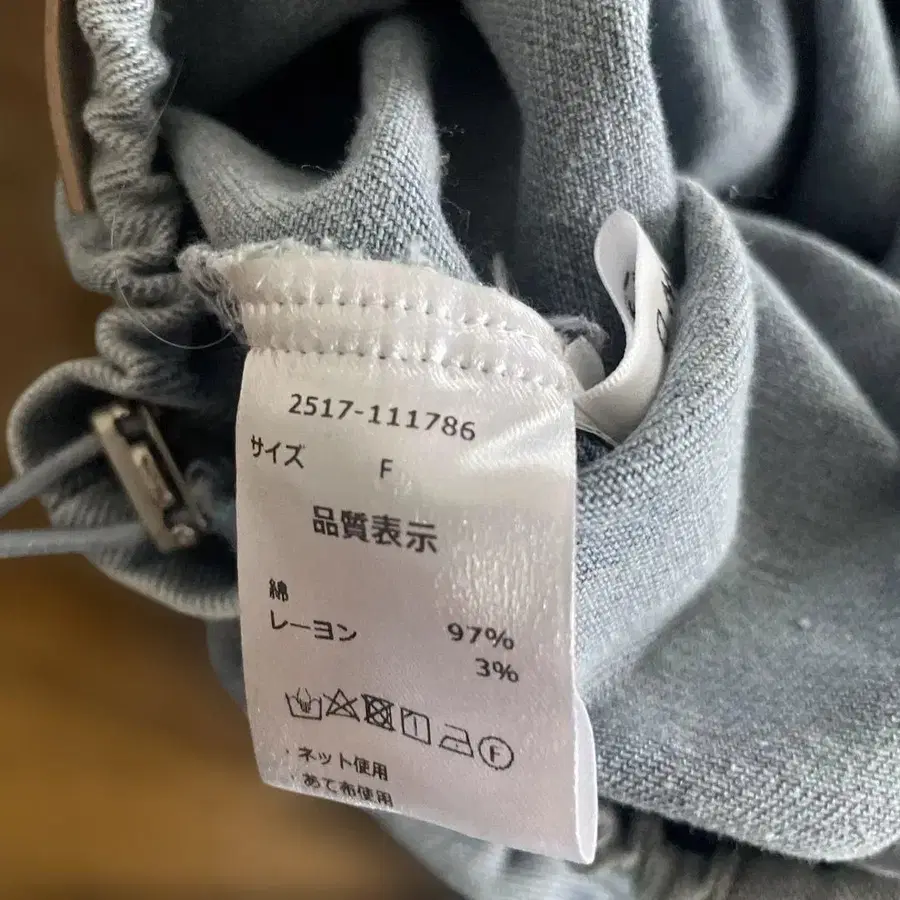 2517-111786
サイズ F
品質表示
綿 97%
レーヨン 3%
F
・ネット使用
・あて布使用